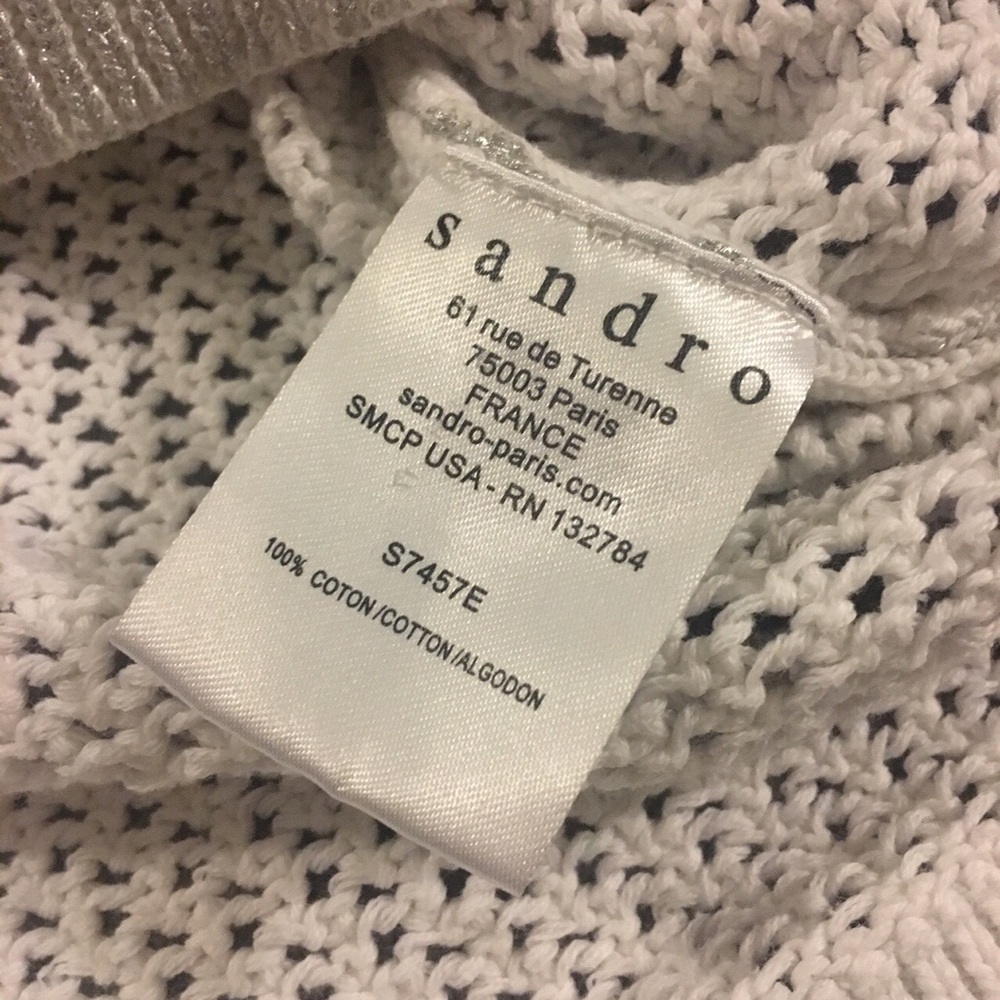 sandro
61 rue de Turenne
75003 Paris
FRANCE
sandro-paris.com
SMCP USA - RN 132784
S7457E
100% COTON/COTTON/ALGODON